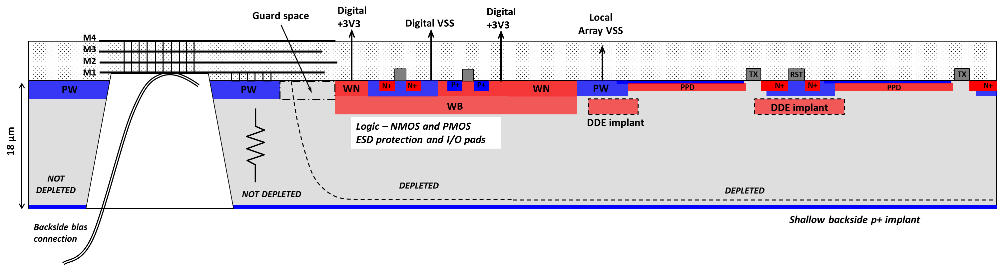 Guard space
Digital
+3V3
Digital VSS
Digital
+3V3
Local
Array VSS
M4
M3
M2
M1
TX
RST
TX
PW
PW
WN
N+
N+
P+
P+
WN
PW
PPD
N+
N+
PPD
N+
WB
DDE implant
DDE implant
Logic – NMOS and PMOS
ESD protection and I/O pads
18 µm
NOT
DEPLETED
NOT DEPLETED
DEPLETED
DEPLETED
Backside bias
connection
Shallow backside p+ implant